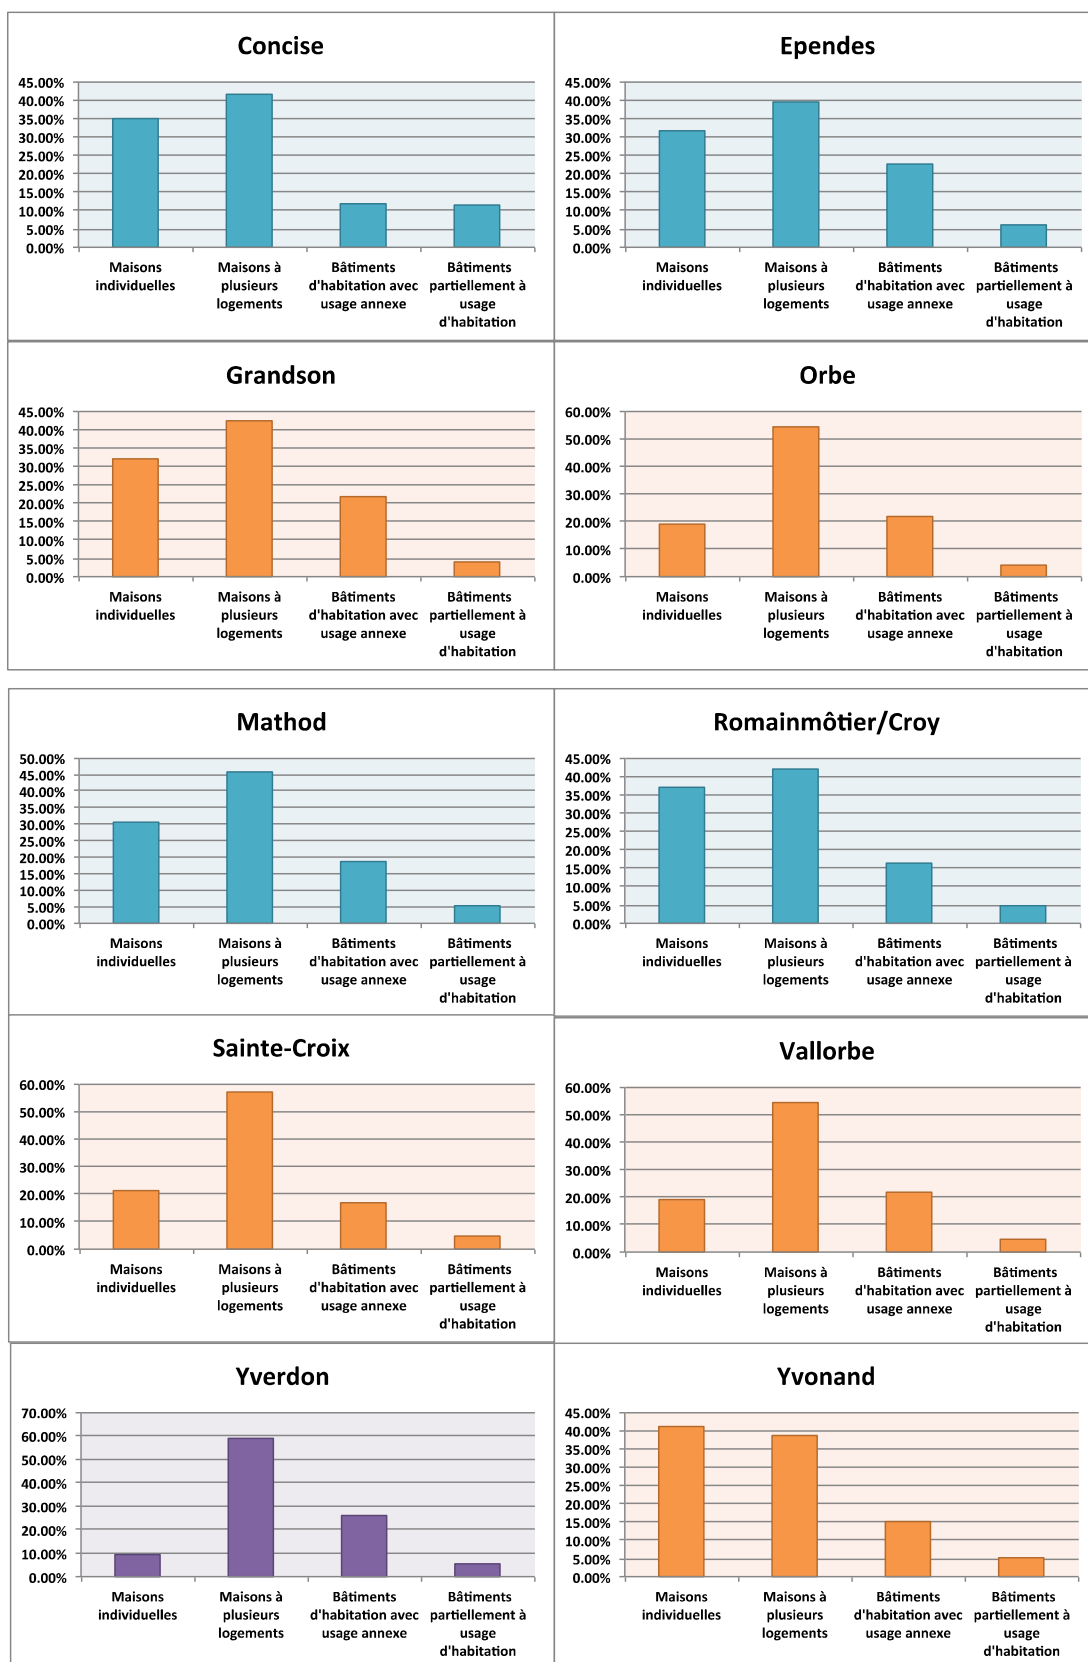 Concise
45.00%
40.00%
35.00%
30.00%
25.00%
20.00%
15.00%
10.00%
5.00%
0.00%
Maisons
individuelles
Maisons à
plusieurs
logements
Bâtiments
d'habitation avec
usage annexe
Bâtiments
partiellement à
usage
d'habitation
Ependes
45.00%
40.00%
35.00%
30.00%
25.00%
20.00%
15.00%
10.00%
5.00%
0.00%
Maisons
individuelles
Maisons à
plusieurs
logements
Bâtiments
d'habitation avec
usage annexe
Bâtiments
partiellement à
usage
d'habitation
Grandson
45.00%
40.00%
35.00%
30.00%
25.00%
20.00%
15.00%
10.00%
5.00%
0.00%
Maisons
individuelles
Maisons à
plusieurs
logements
Bâtiments
d'habitation avec
usage annexe
Bâtiments
partiellement à
usage
d'habitation
Orbe
60.00%
50.00%
40.00%
30.00%
20.00%
10.00%
0.00%
Maisons
individuelles
Maisons à
plusieurs
logements
Bâtiments
d'habitation avec
usage annexe
Bâtiments
partiellement à
usage
d'habitation
Mathod
50.00%
45.00%
40.00%
35.00%
30.00%
25.00%
20.00%
15.00%
10.00%
5.00%
0.00%
Maisons
individuelles
Maisons à
plusieurs
logements
Bâtiments
d'habitation avec
usage annexe
Bâtiments
partiellement à
usage
d'habitation
Romainmôtier/Croy
45.00%
40.00%
35.00%
30.00%
25.00%
20.00%
15.00%
10.00%
5.00%
0.00%
Maisons
individuelles
Maisons à
plusieurs
logements
Bâtiments
d'habitation avec
usage annexe
Bâtiments
partiellement à
usage
d'habitation
Sainte-Croix
60.00%
50.00%
40.00%
30.00%
20.00%
10.00%
0.00%
Maisons
individuelles
Maisons à
plusieurs
logements
Bâtiments
d'habitation avec
usage annexe
Bâtiments
partiellement à
usage
d'habitation
Vallorbe
60.00%
50.00%
40.00%
30.00%
20.00%
10.00%
0.00%
Maisons
individuelles
Maisons à
plusieurs
logements
Bâtiments
d'habitation avec
usage annexe
Bâtiments
partiellement à
usage
d'habitation
Yverdon
70.00%
60.00%
50.00%
40.00%
30.00%
20.00%
10.00%
0.00%
Maisons
individuelles
Maisons à
plusieurs
logements
Bâtiments
d'habitation avec
usage annexe
Bâtiments
partiellement à
usage
d'habitation
Yvonand
45.00%
40.00%
35.00%
30.00%
25.00%
20.00%
15.00%
10.00%
5.00%
0.00%
Maisons
individuelles
Maisons à
plusieurs
logements
Bâtiments
d'habitation avec
usage annexe
Bâtiments
partiellement à
usage
d'habitation